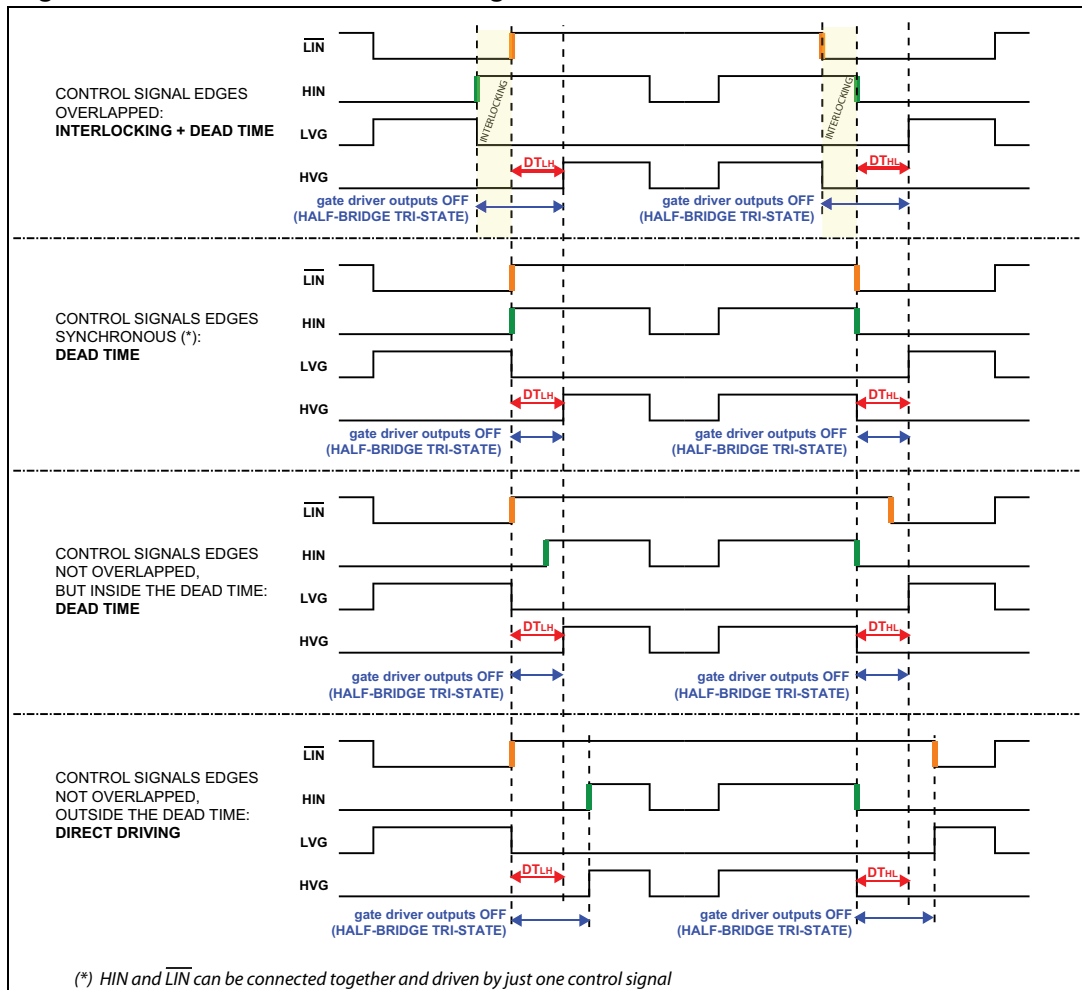 CONTROL SIGNAL EDGES
OVERLAPPED:
INTERLOCKING + DEAD TIME
LIN
HIN
LVG
HVG
INTERLOCKING
INTERLOCKING
DTLH
DTHL
gate driver outputs OFF
(HALF-BRIDGE TRI-STATE)
gate driver outputs OFF
(HALF-BRIDGE TRI-STATE)
CONTROL SIGNALS EDGES
SYNCHRONOUS (*):
DEAD TIME
LIN
HIN
LVG
HVG
DTLH
DTHL
gate driver outputs OFF
(HALF-BRIDGE TRI-STATE)
gate driver outputs OFF
(HALF-BRIDGE TRI-STATE)
CONTROL SIGNALS EDGES
NOT OVERLAPPED,
BUT INSIDE THE DEAD TIME:
DEAD TIME
LIN
HIN
LVG
HVG
DTLH
DTHL
gate driver outputs OFF
(HALF-BRIDGE TRI-STATE)
gate driver outputs OFF
(HALF-BRIDGE TRI-STATE)
CONTROL SIGNALS EDGES
NOT OVERLAPPED,
OUTSIDE THE DEAD TIME:
DIRECT DRIVING
LIN
HIN
LVG
HVG
DTLH
DTHL
gate driver outputs OFF
(HALF-BRIDGE TRI-STATE)
gate driver outputs OFF
(HALF-BRIDGE TRI-STATE)
(*) HIN and LIN can be connected together and driven by just one control signal